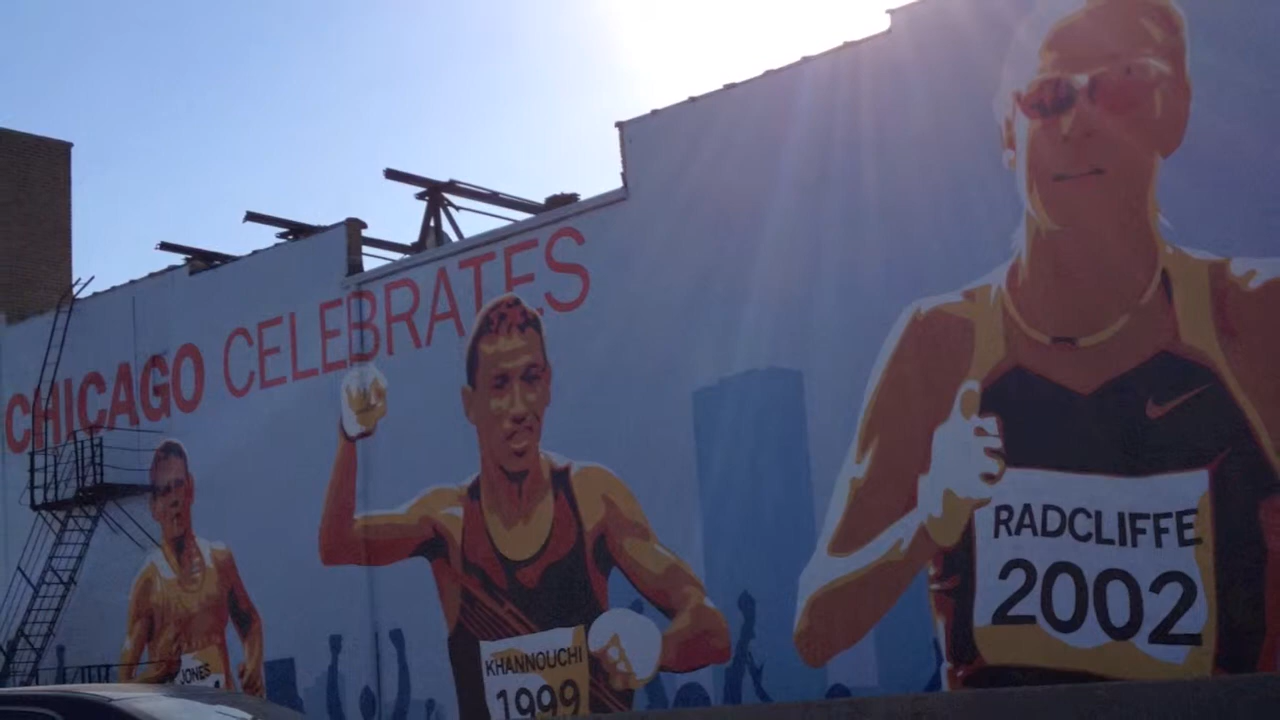 CHICAGO CELEBRATES
JONES
KHANNOUCHI
1999
RADCLIFFE
2002